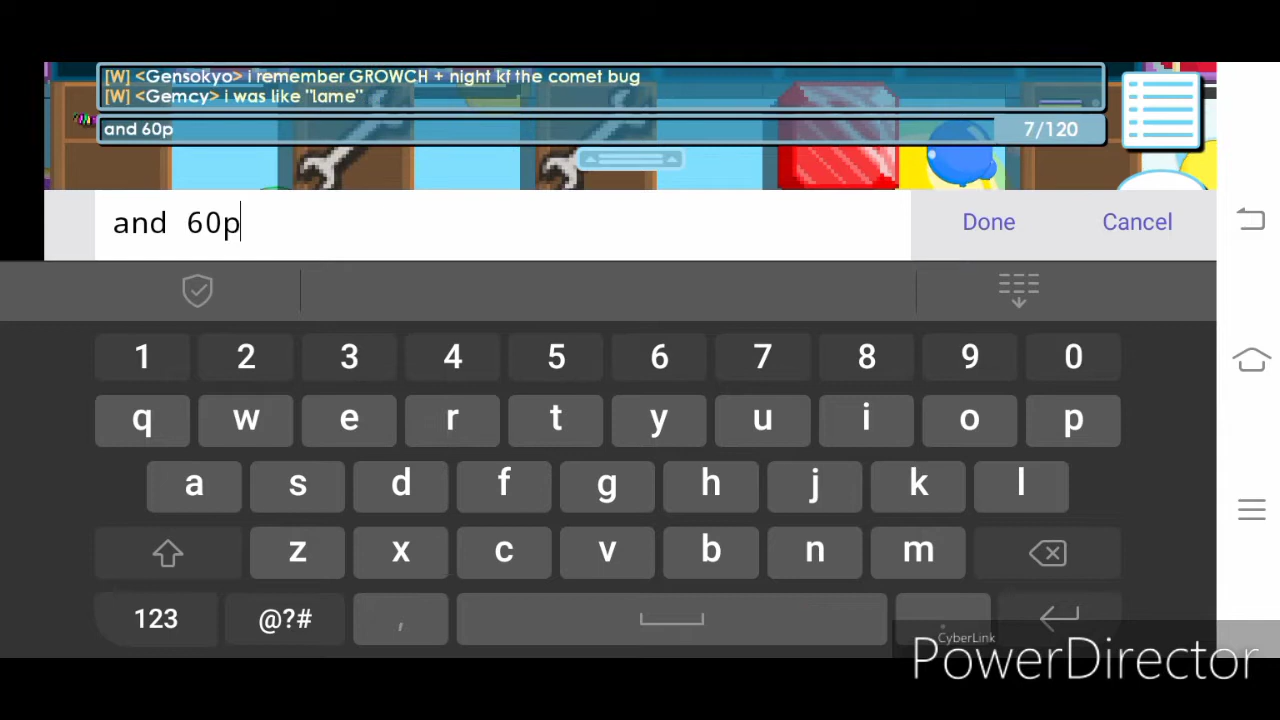 [W] <Gensokyo> i remember GROWCH + night kf the comet bug
[W] <Gemcy> i was like "lame"
and 60p 7/120
and 60p Done Cancel
1 2 3 4 5 6 7 8 9 0
q w e r t y u i o p
a s d f g h j k l
z x c v b n m
123 @?# , .
CyberLink
PowerDirector